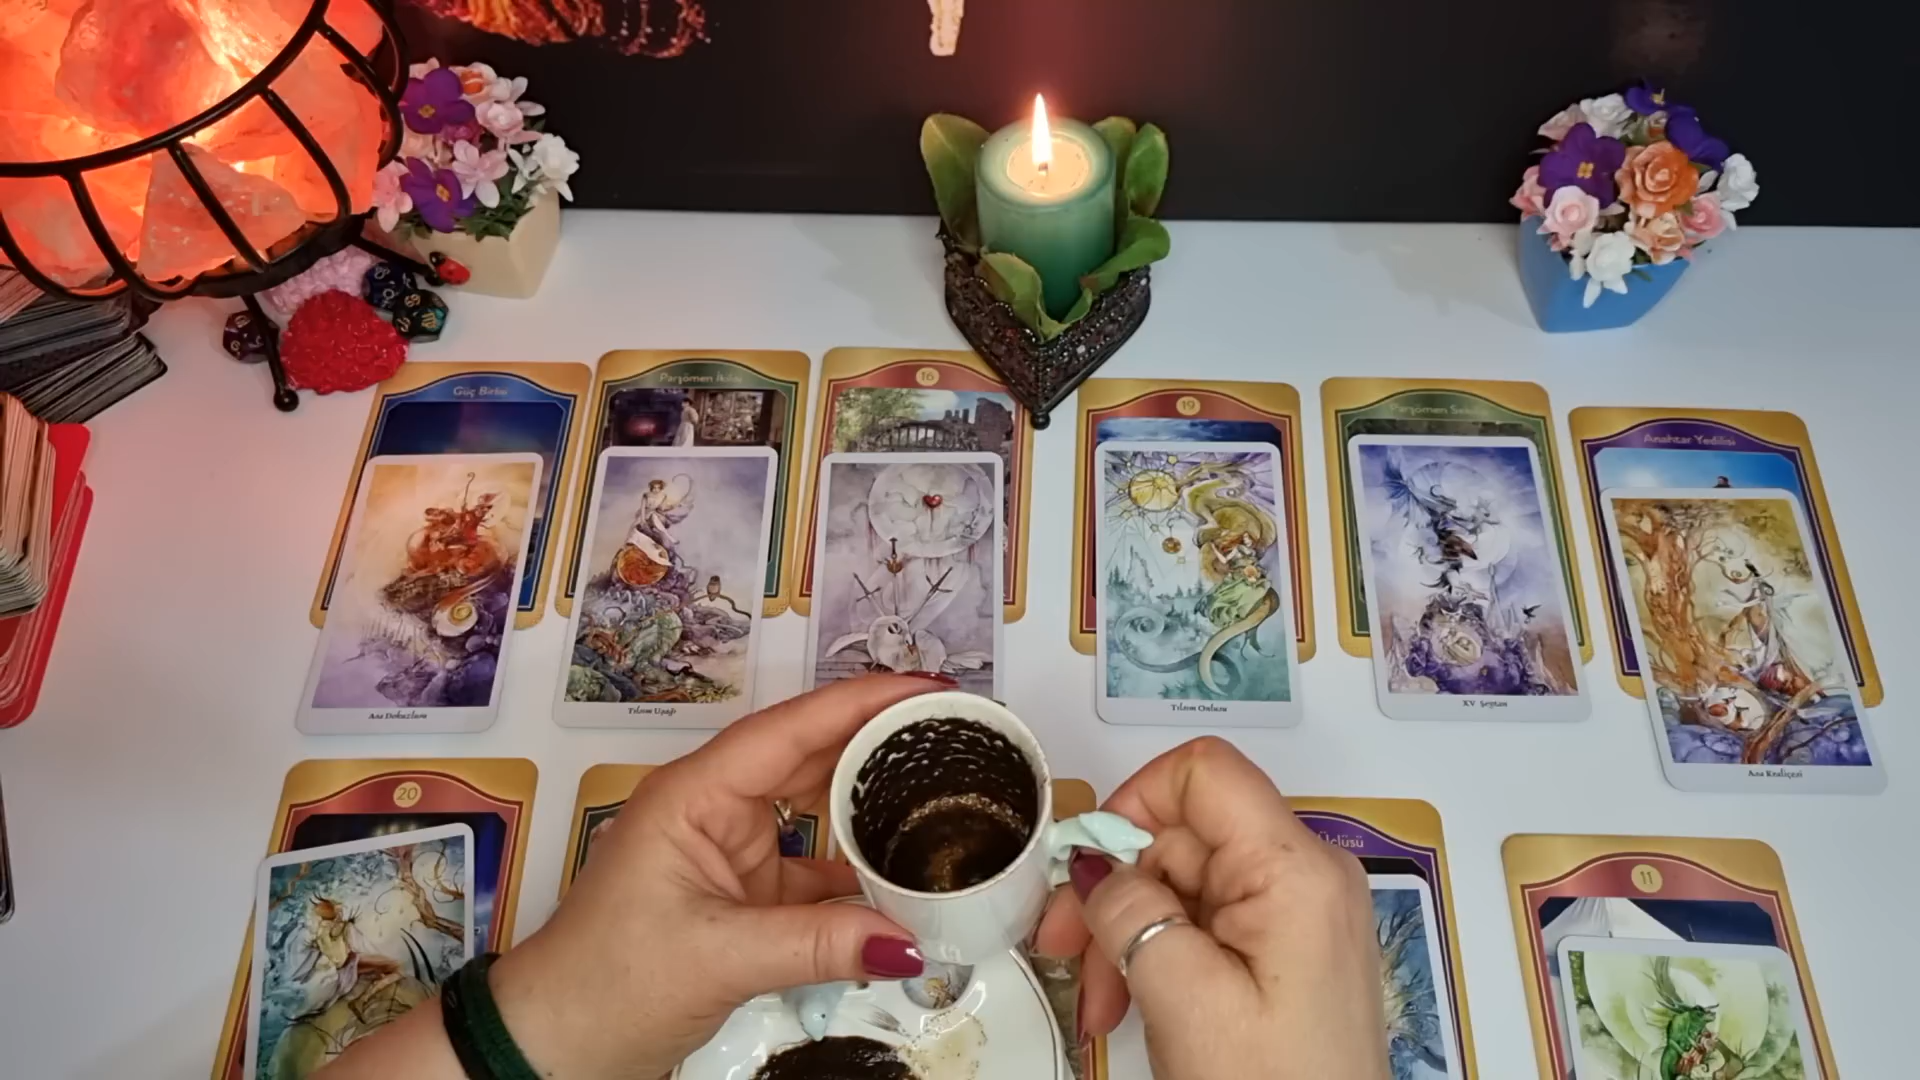 Güç Birlisi
Parşömen İkilisi
16
19
Parşömen Sekizlisi
Anahtar Yedilisi
Asa Dokuzlusu
Tılsım Uşağı
Tılsım Onlusu
XV Şeytan
Asa Kraliçesi
20
Üçlüsü
11